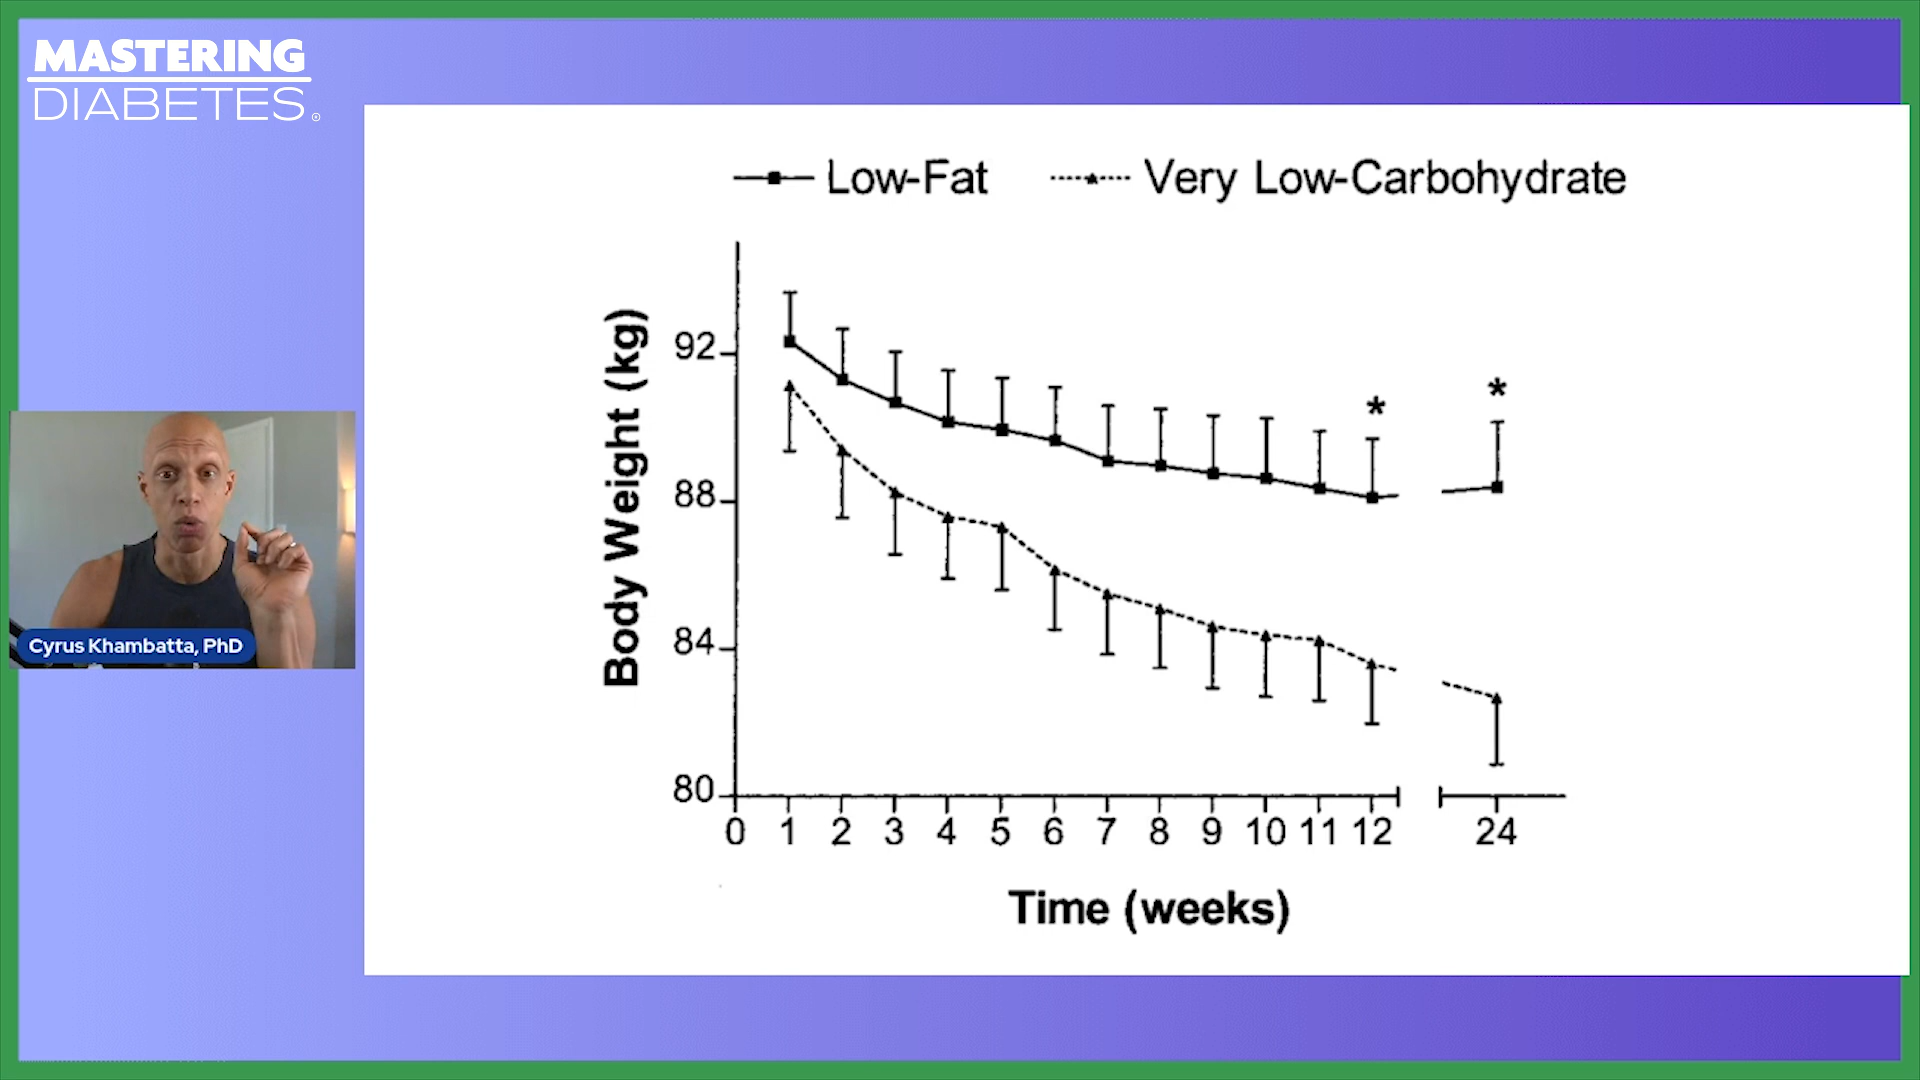 MASTERING
DIABETES®
Low-Fat
Very Low-Carbohydrate
Body Weight (kg)
92
88
84
80
*
*
0 1 2 3 4 5 6 7 8 9 10 11 12 24
Time (weeks)
Cyrus Khambatta, PhD